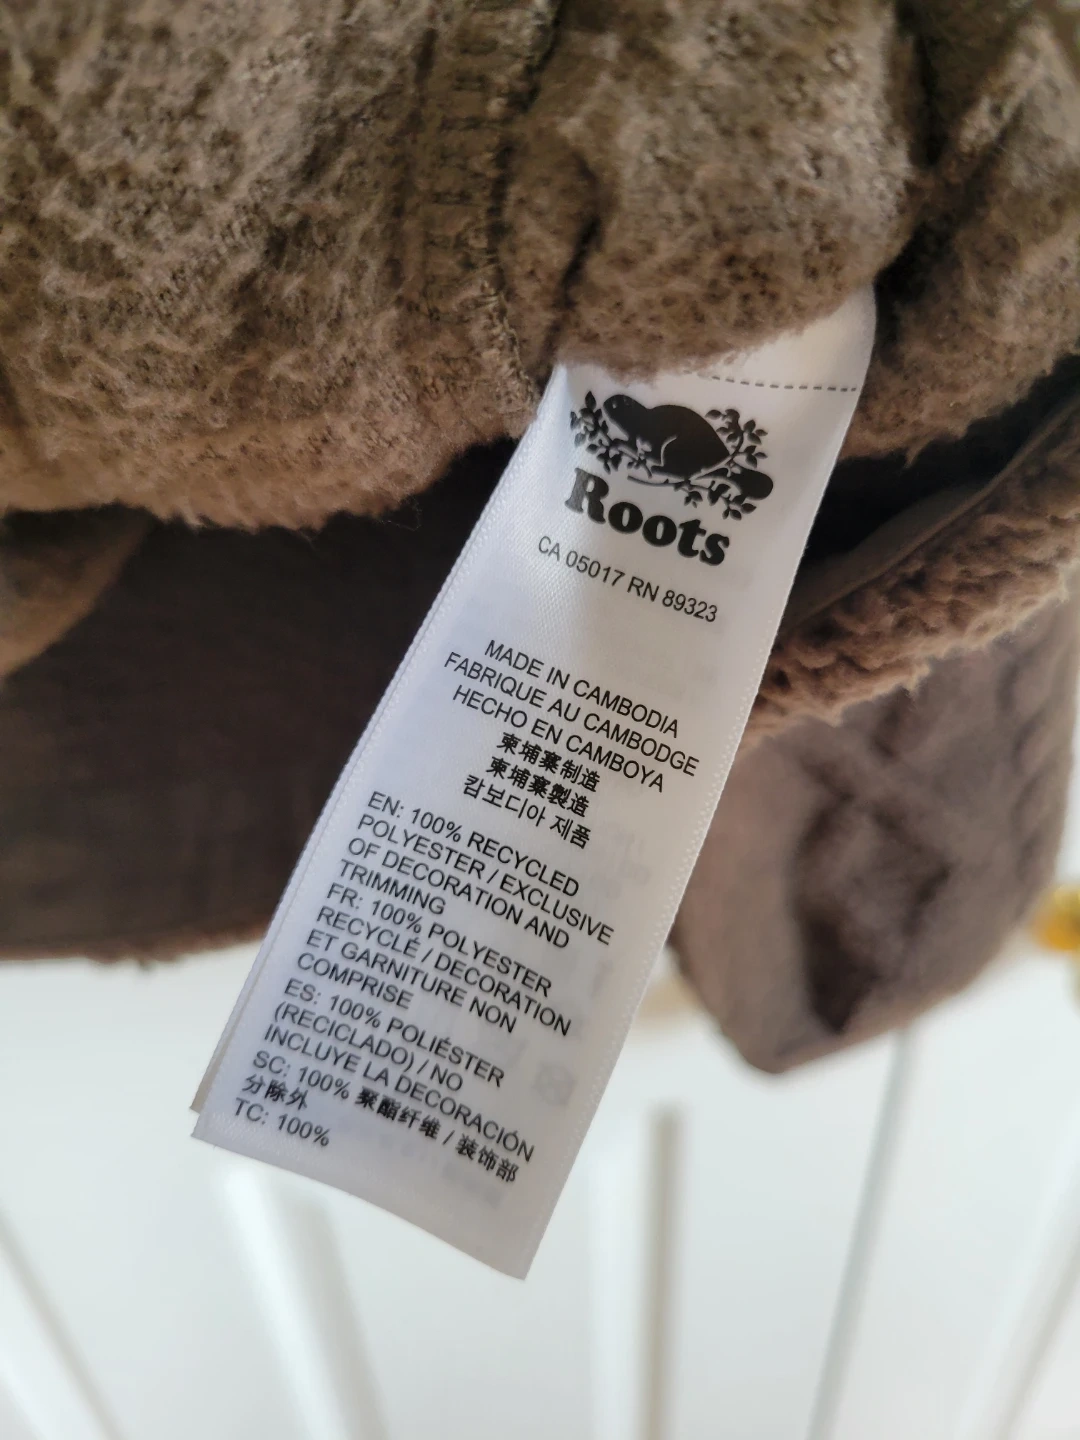 Roots
CA 05017 RN 89323
MADE IN CAMBODIA
FABRIQUE AU CAMBODGE
HECHO EN CAMBOYA
柬埔寨制造
柬埔寨製造
캄보디아 제품
EN: 100% RECYCLED
POLYESTER / EXCLUSIVE
OF DECORATION AND
TRIMMING
FR: 100% POLYESTER
RECYCLÉ / DECORATION
ET GARNITURE NON
COMPRISE
ES: 100% POLIÉSTER
(RECICLADO) / NO
INCLUYE LA DECORACIÓN
SC: 100% 聚酯纤维 / 装饰部
分除外
TC: 100%